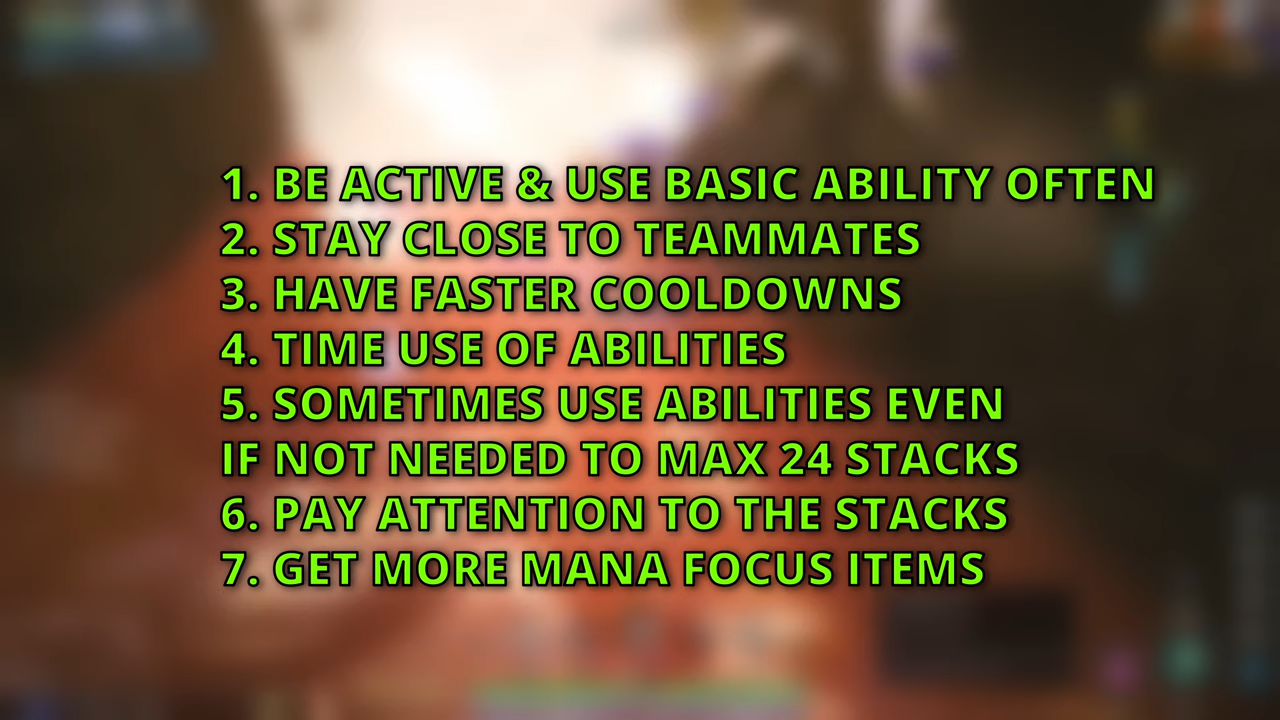 1. BE ACTIVE & USE BASIC ABILITY OFTEN
2. STAY CLOSE TO TEAMMATES
3. HAVE FASTER COOLDOWNS
4. TIME USE OF ABILITIES
5. SOMETIMES USE ABILITIES EVEN
IF NOT NEEDED TO MAX 24 STACKS
6. PAY ATTENTION TO THE STACKS
7. GET MORE MANA FOCUS ITEMS